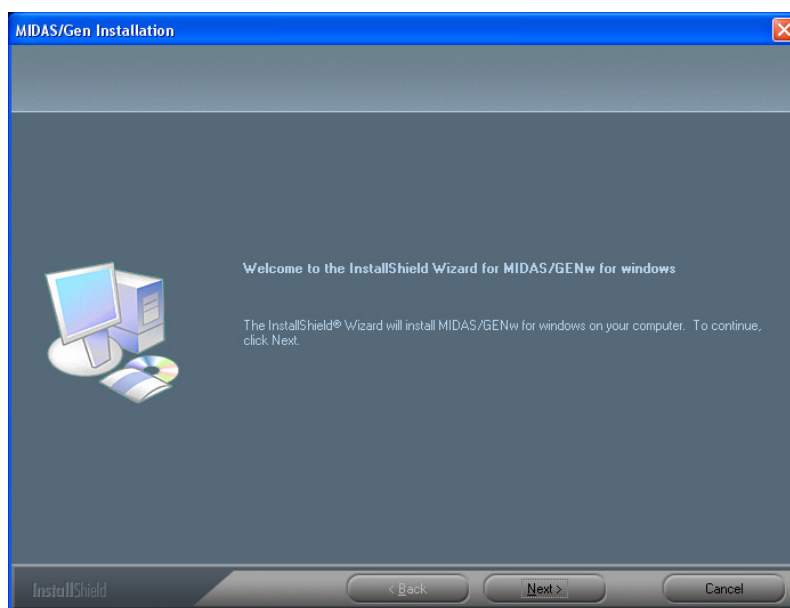 MIDAS/Gen Installation
Welcome to the InstallShield Wizard for MIDAS/GENw for windows
The InstallShield® Wizard will install MIDAS/GENw for windows on your computer. To continue,
click Next.
InstallShield
< Back
Next >
Cancel